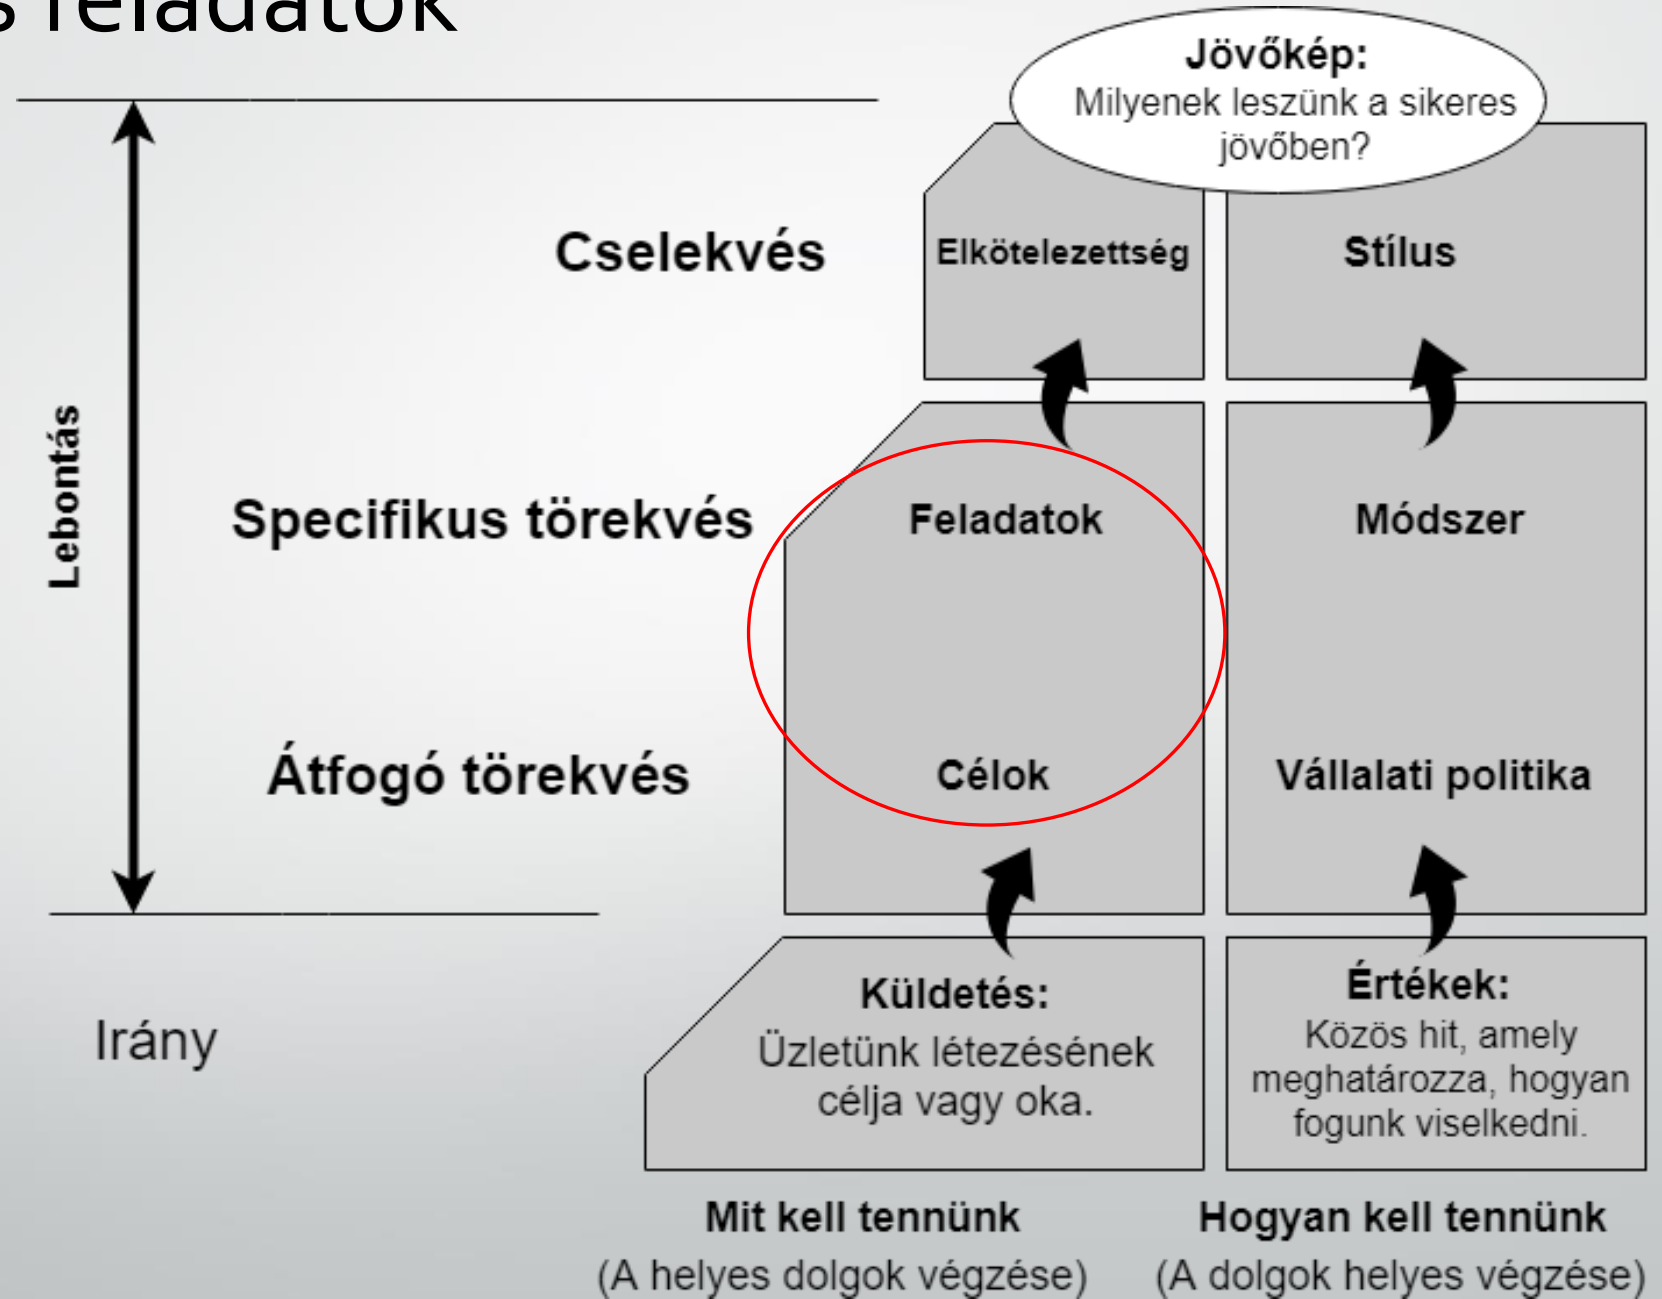 s feladatok
Jövőkép:
Milyenek leszünk a sikeres
jövőben?
Cselekvés
Elkötelezettség
Stílus
Lebontás
Specifikus törekvés
Feladatok
Módszer
Átfogó törekvés
Célok
Vállalati politika
Irány
Küldetés:
Üzletünk létezésének
célja vagy oka.
Értékek:
Közös hit, amely
meghatározza, hogyan
fogunk viselkedni.
Mit kell tennünk
(A helyes dolgok végzése)
Hogyan kell tennünk
(A dolgok helyes végzése)